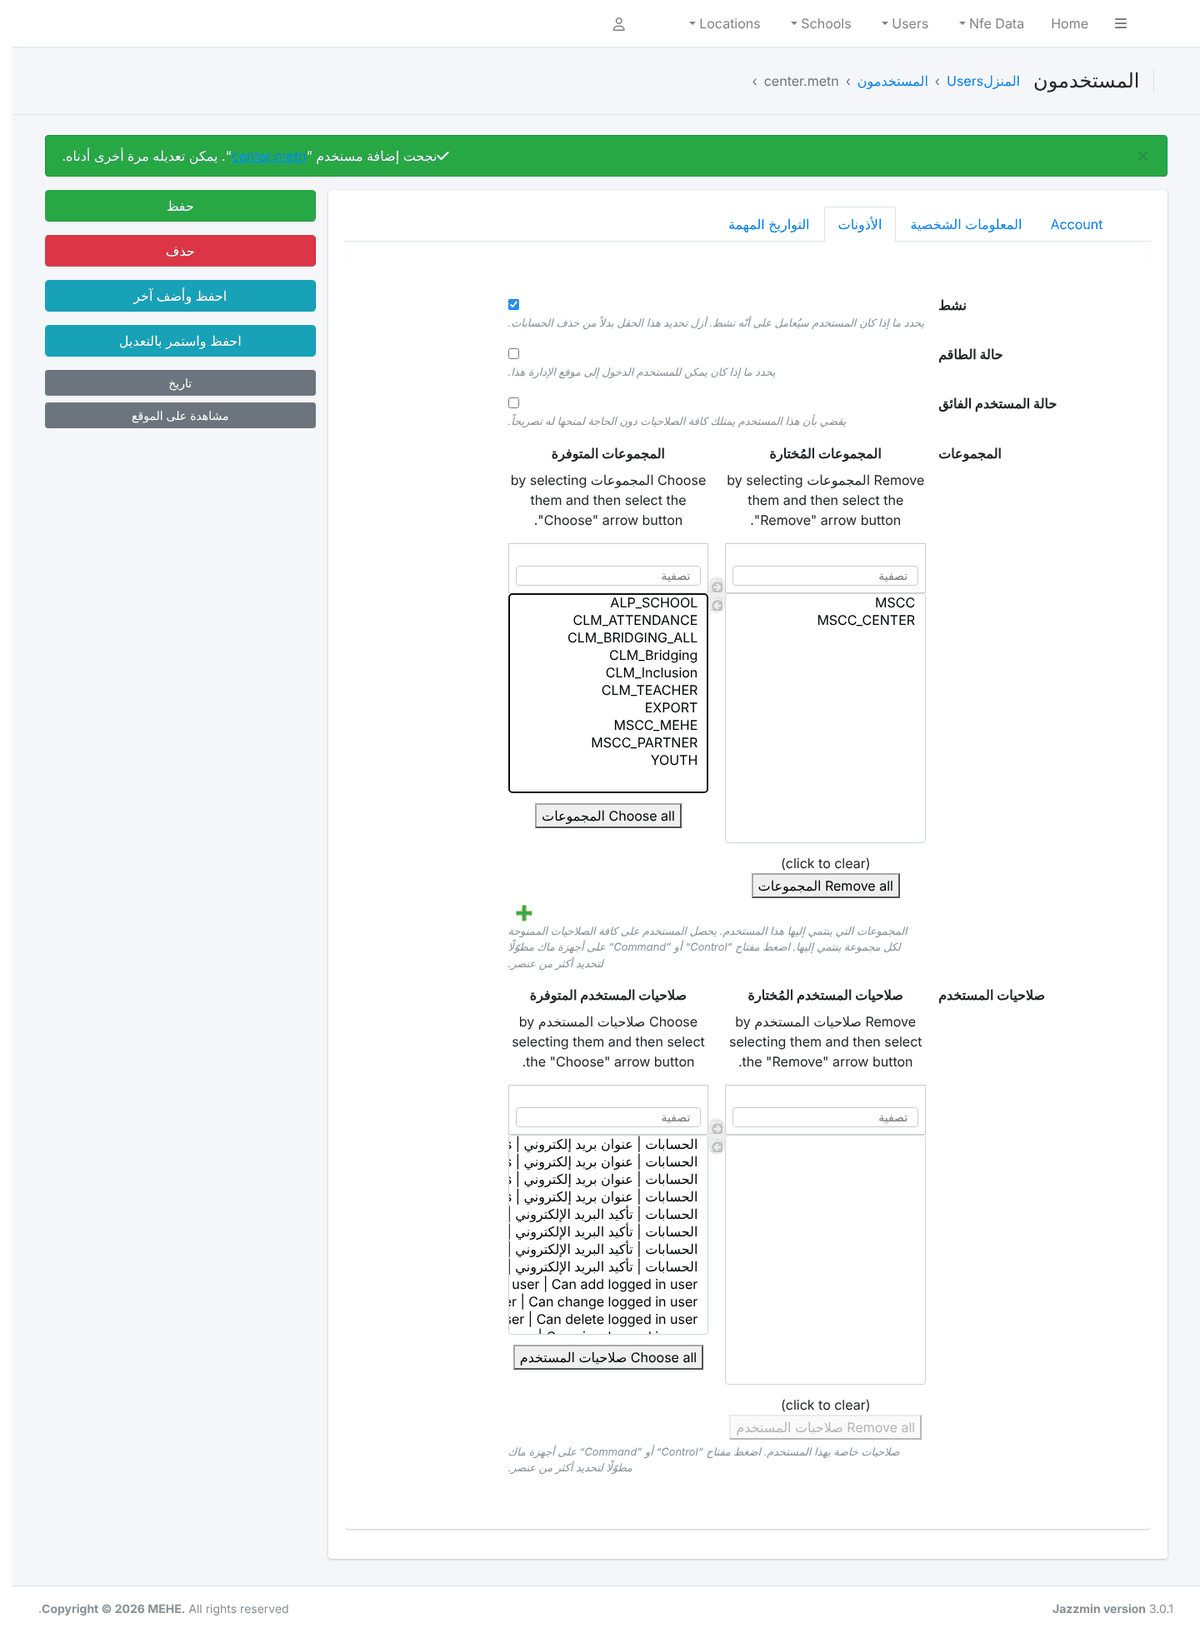 Home
Nfe Data
Users
Schools
Locations
المستخدمون
المنزل Users › المستخدمون › center.metn ›
نجحت إضافة مستخدم "center.metn". يمكن تعديله مرة أخرى أدناه.
×
Account
المعلومات الشخصية
الأذونات
التواريخ المهمة
حفظ
حذف
احفظ وأضف آخر
احفظ واستمر بالتعديل
تاريخ
مشاهدة على الموقع
نشط
يحدد ما إذا كان المستخدم سيُعامل على أنّه نشط. أزل تحديد هذا الحقل بدلاً من حذف الحسابات.
حالة الطاقم
يحدد ما إذا كان يمكن للمستخدم الدخول إلى موقع الإدارة هذا.
حالة المستخدم الفائق
يقضي بأن هذا المستخدم يمتلك كافة الصلاحيات دون الحاجة لمنحها له تصريحاً.
المجموعات
المجموعات المُختارة
Remove المجموعات by selecting
them and then select the
"Remove" arrow button.
تصفية
MSCC
MSCC_CENTER
(click to clear)
Remove all المجموعات
المجموعات المتوفرة
Choose المجموعات by selecting
them and then select the
"Choose" arrow button.
تصفية
ALP_SCHOOL
CLM_ATTENDANCE
CLM_BRIDGING_ALL
CLM_Bridging
CLM_Inclusion
CLM_TEACHER
EXPORT
MSCC_MEHE
MSCC_PARTNER
YOUTH
Choose all المجموعات
المجموعات التي ينتمي إليها هذا المستخدم. يحصل المستخدم على كافة الصلاحيات الممنوحة
لكل مجموعة ينتمي إليها. اضغط مفتاح "Control" أو "Command" على أجهزة ماك مطوّلًا
لتحديد أكثر من عنصر.
صلاحيات المستخدم
صلاحيات المستخدم المُختارة
Remove صلاحيات المستخدم by
selecting them and then select
the "Remove" arrow button.
تصفية
(click to clear)
Remove all صلاحيات المستخدم
صلاحيات المستخدم المتوفرة
Choose صلاحيات المستخدم by
selecting them and then select
the "Choose" arrow button.
تصفية
الحسابات | عنوان بريد إلكتروني |
الحسابات | عنوان بريد إلكتروني |
الحسابات | عنوان بريد إلكتروني |
الحسابات | عنوان بريد إلكتروني |
الحسابات | تأكيد البريد الإلكتروني |
الحسابات | تأكيد البريد الإلكتروني |
الحسابات | تأكيد البريد الإلكتروني |
الحسابات | تأكيد البريد الإلكتروني |
user | Can add logged in user
| Can change logged in user
| Can delete logged in user
Choose all صلاحيات المستخدم
صلاحيات خاصة بهذا المستخدم. اضغط مفتاح "Control" أو "Command" على أجهزة ماك
مطوّلًا لتحديد أكثر من عنصر.
Copyright © 2026 MEHE. All rights reserved.
Jazzmin version 3.0.1